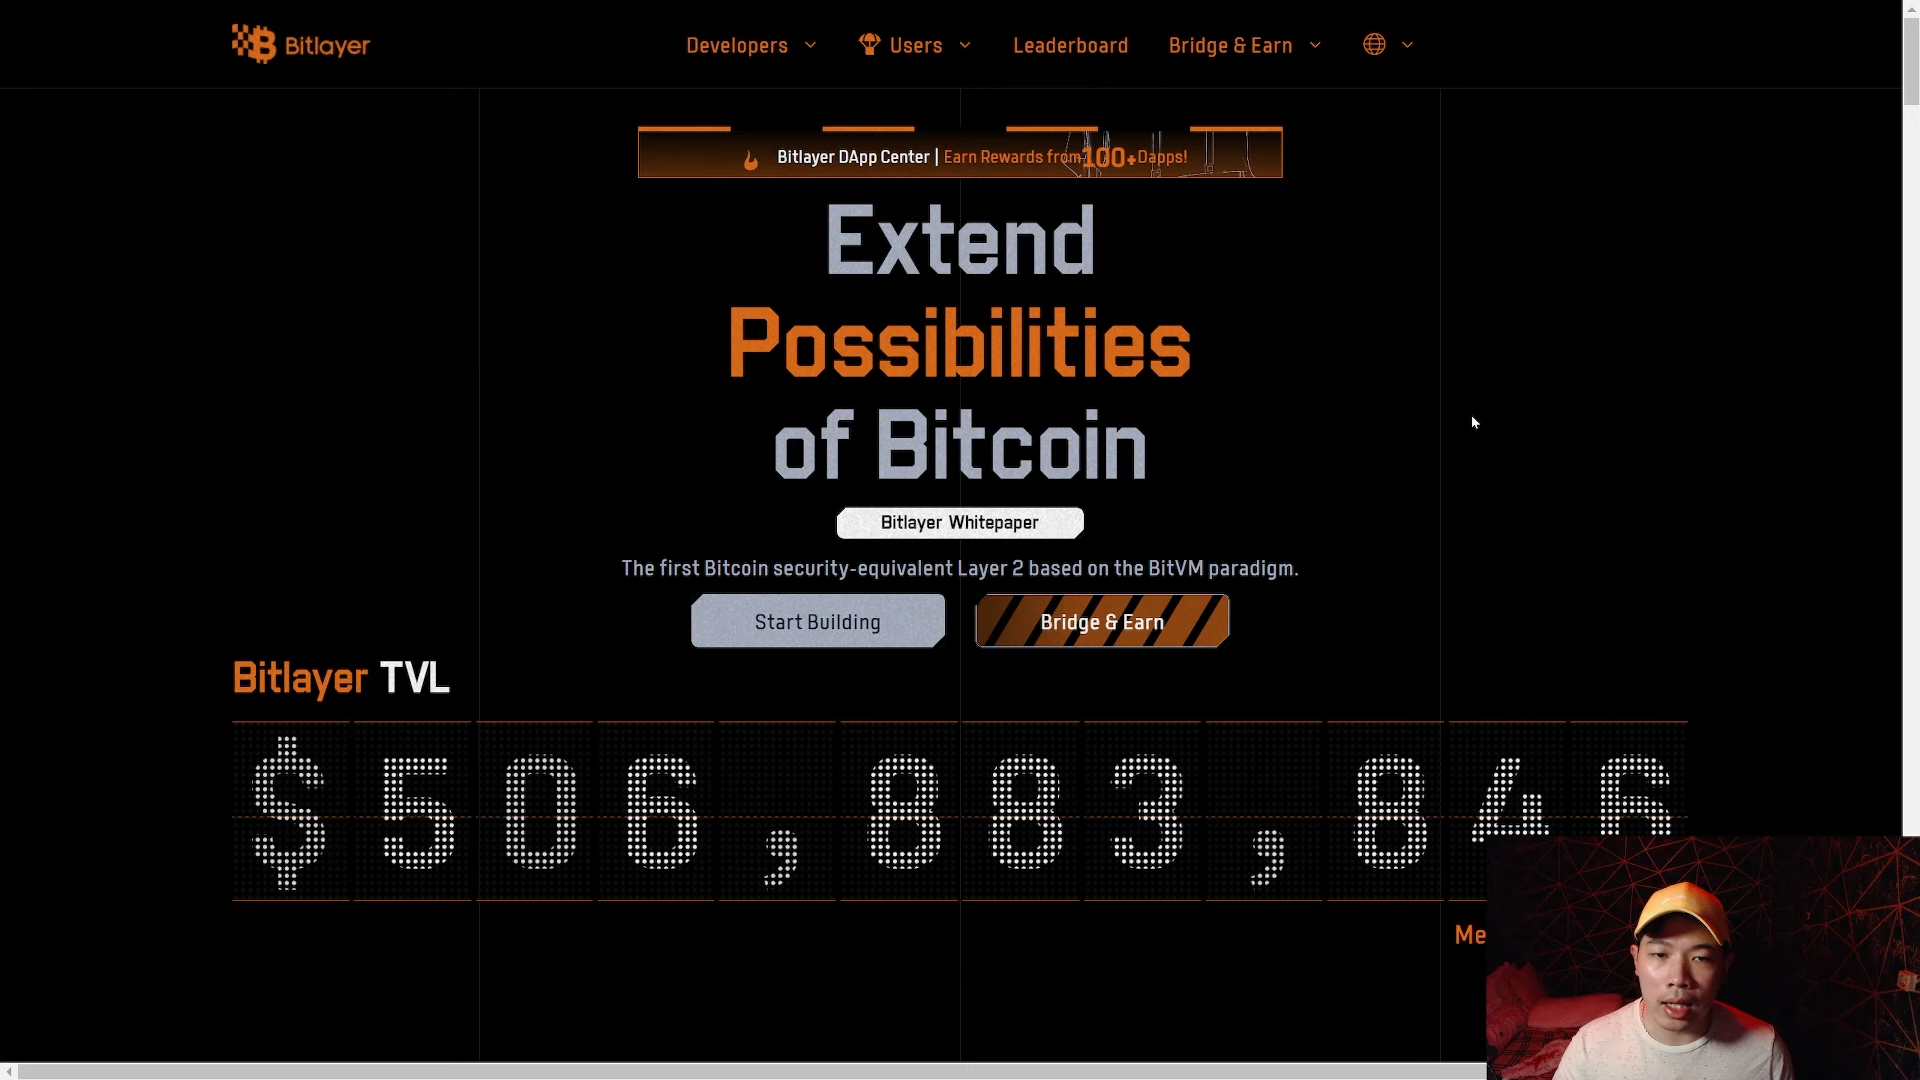 Bitlayer
Developers
Users
Leaderboard
Bridge & Earn
Bitlayer DApp Center | Earn Rewards from 100+ Dapps!
Extend
Possibilities
of Bitcoin
Bitlayer Whitepaper
The first Bitcoin security-equivalent Layer 2 based on the BitVM paradigm.
Start Building
Bridge & Earn
Bitlayer TVL
$506,883,846
Me